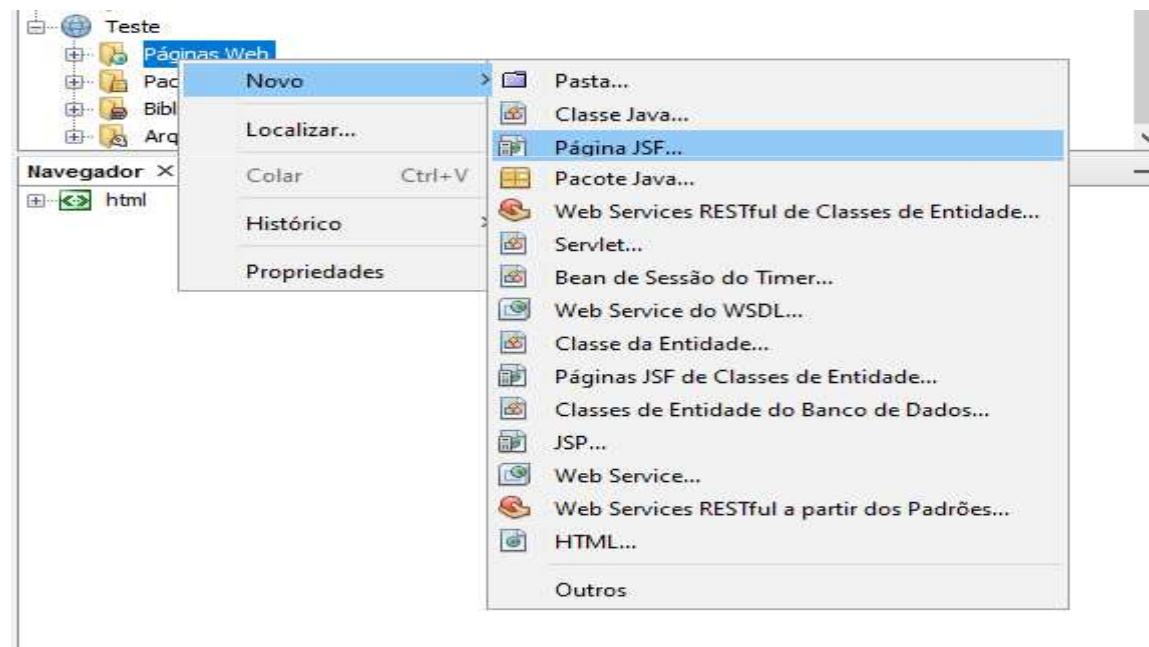 Teste
Páginas Web
Pac
Bibl
Arq
Navegador ×
html
Novo
Localizar...
Colar Ctrl+V
Histórico
Propriedades
Pasta...
Classe Java...
Página JSF...
Pacote Java...
Web Services RESTful de Classes de Entidade...
Servlet...
Bean de Sessão do Timer...
Web Service do WSDL...
Classe da Entidade...
Páginas JSF de Classes de Entidade...
Classes de Entidade do Banco de Dados...
JSP...
Web Service...
Web Services RESTful a partir dos Padrões...
HTML...
Outros